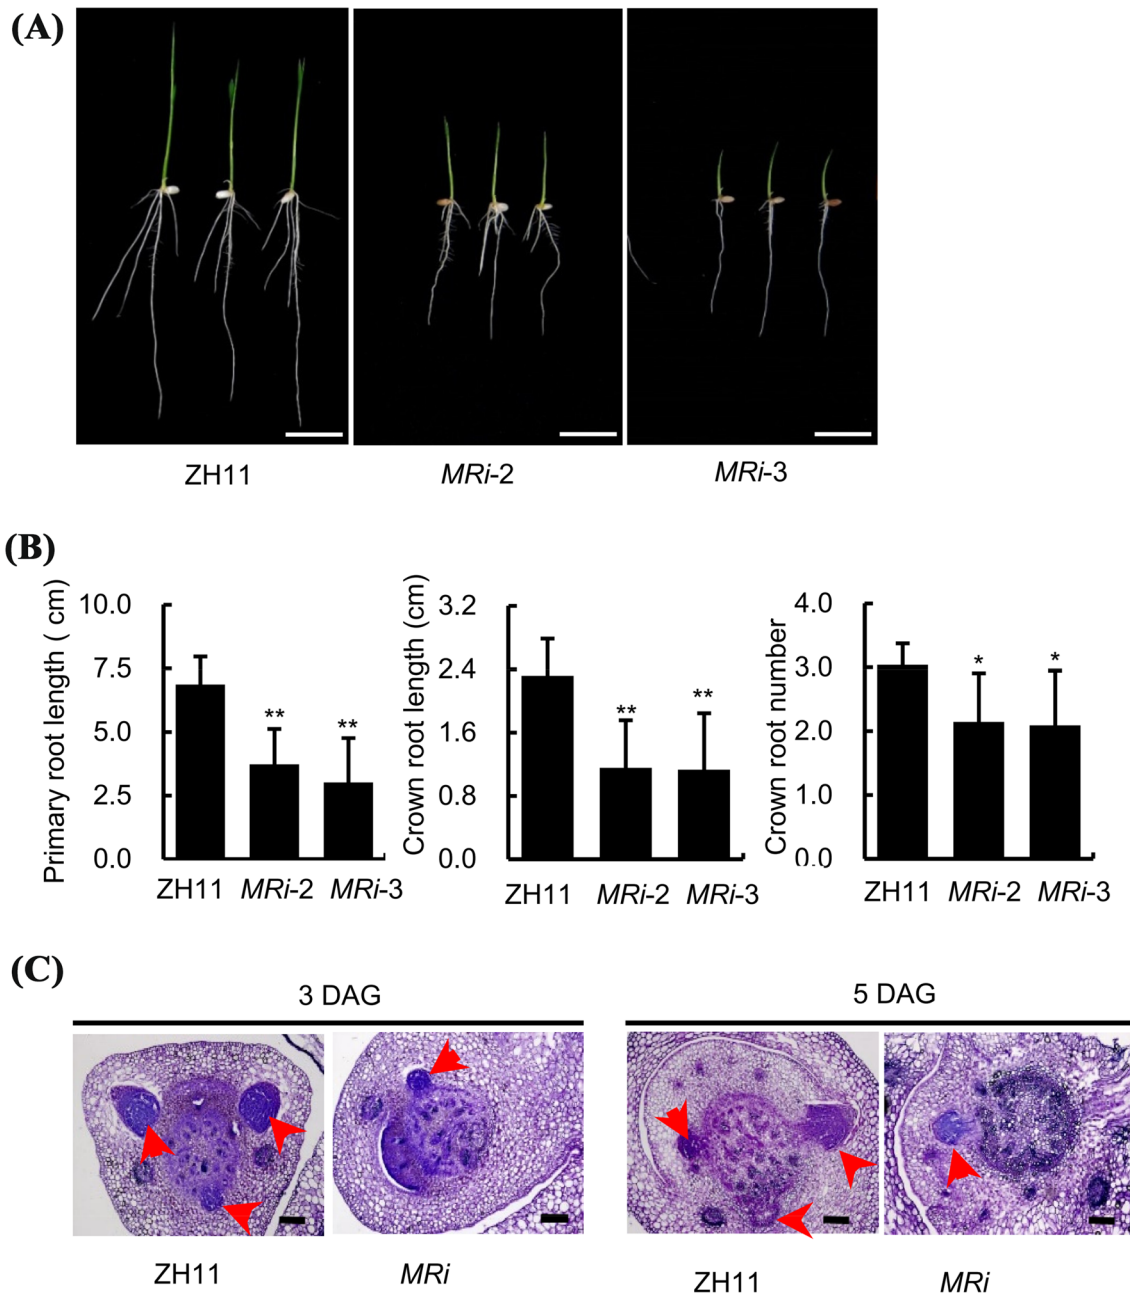 (A)
ZH11 MRi-2 MRi-3
(B)
Primary root length ( cm)
10.0
7.5
5.0
2.5
0.0
** **
ZH11 MRi-2 MRi-3
Crown root length (cm)
3.2
2.4
1.6
0.8
0.0
** **
ZH11 MRi-2 MRi-3
Crown root number
4.0
3.0
2.0
1.0
0.0
* *
ZH11 MRi-2 MRi-3
(C)
3 DAG 5 DAG
ZH11 MRi ZH11 MRi